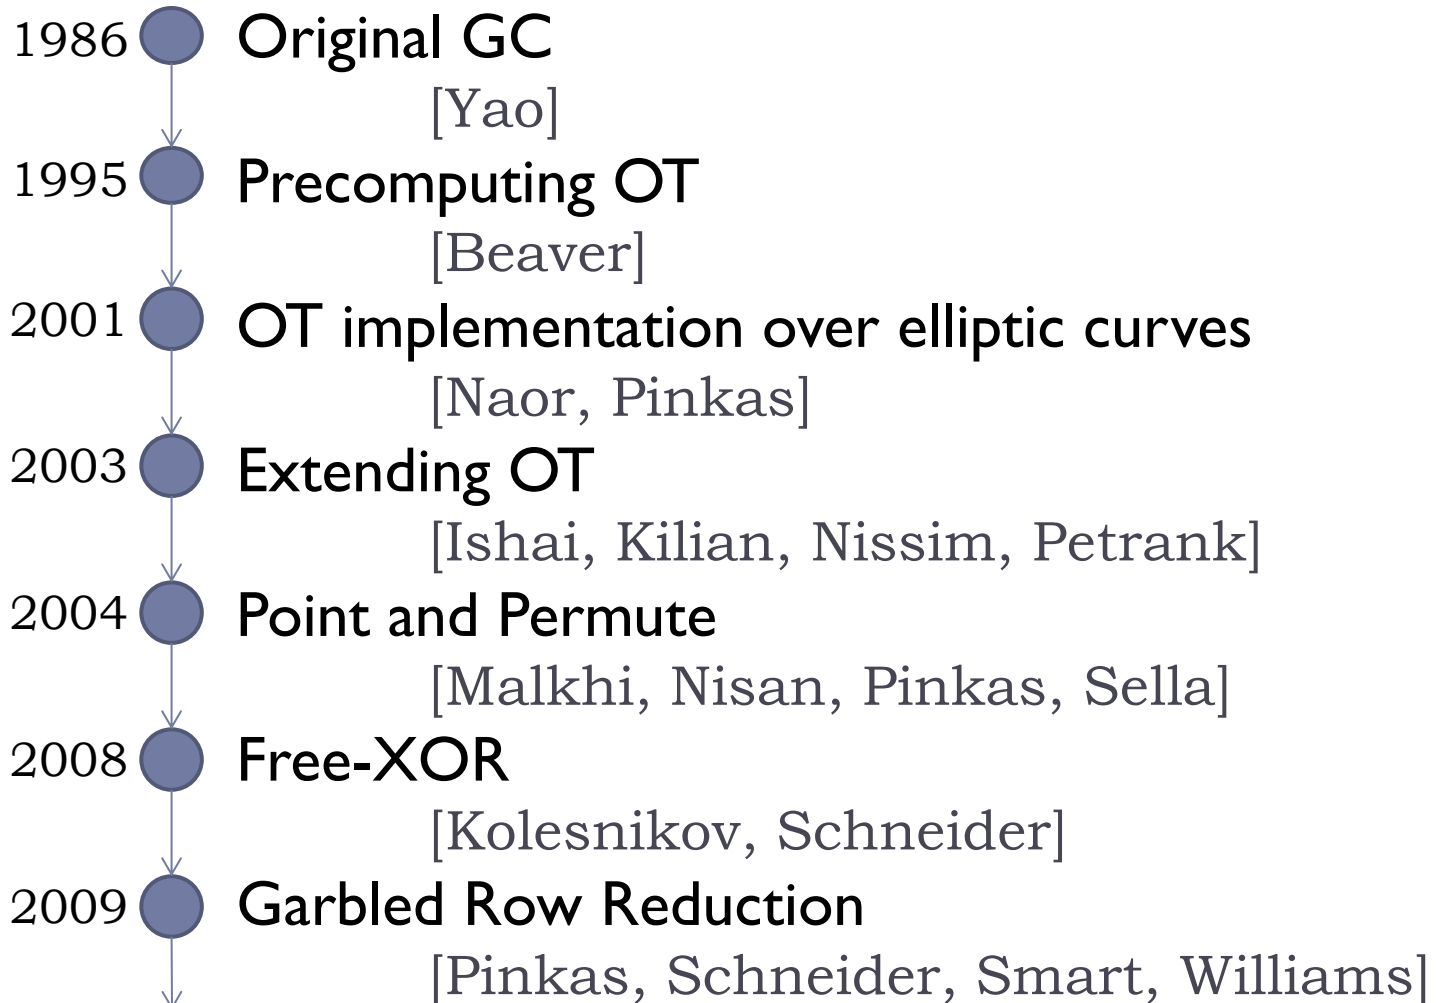 1986 Original GC
[Yao]
1995 Precomputing OT
[Beaver]
2001 OT implementation over elliptic curves
[Naor, Pinkas]
2003 Extending OT
[Ishai, Kilian, Nissim, Petrank]
2004 Point and Permute
[Malkhi, Nisan, Pinkas, Sella]
2008 Free-XOR
[Kolesnikov, Schneider]
2009 Garbled Row Reduction
[Pinkas, Schneider, Smart, Williams]